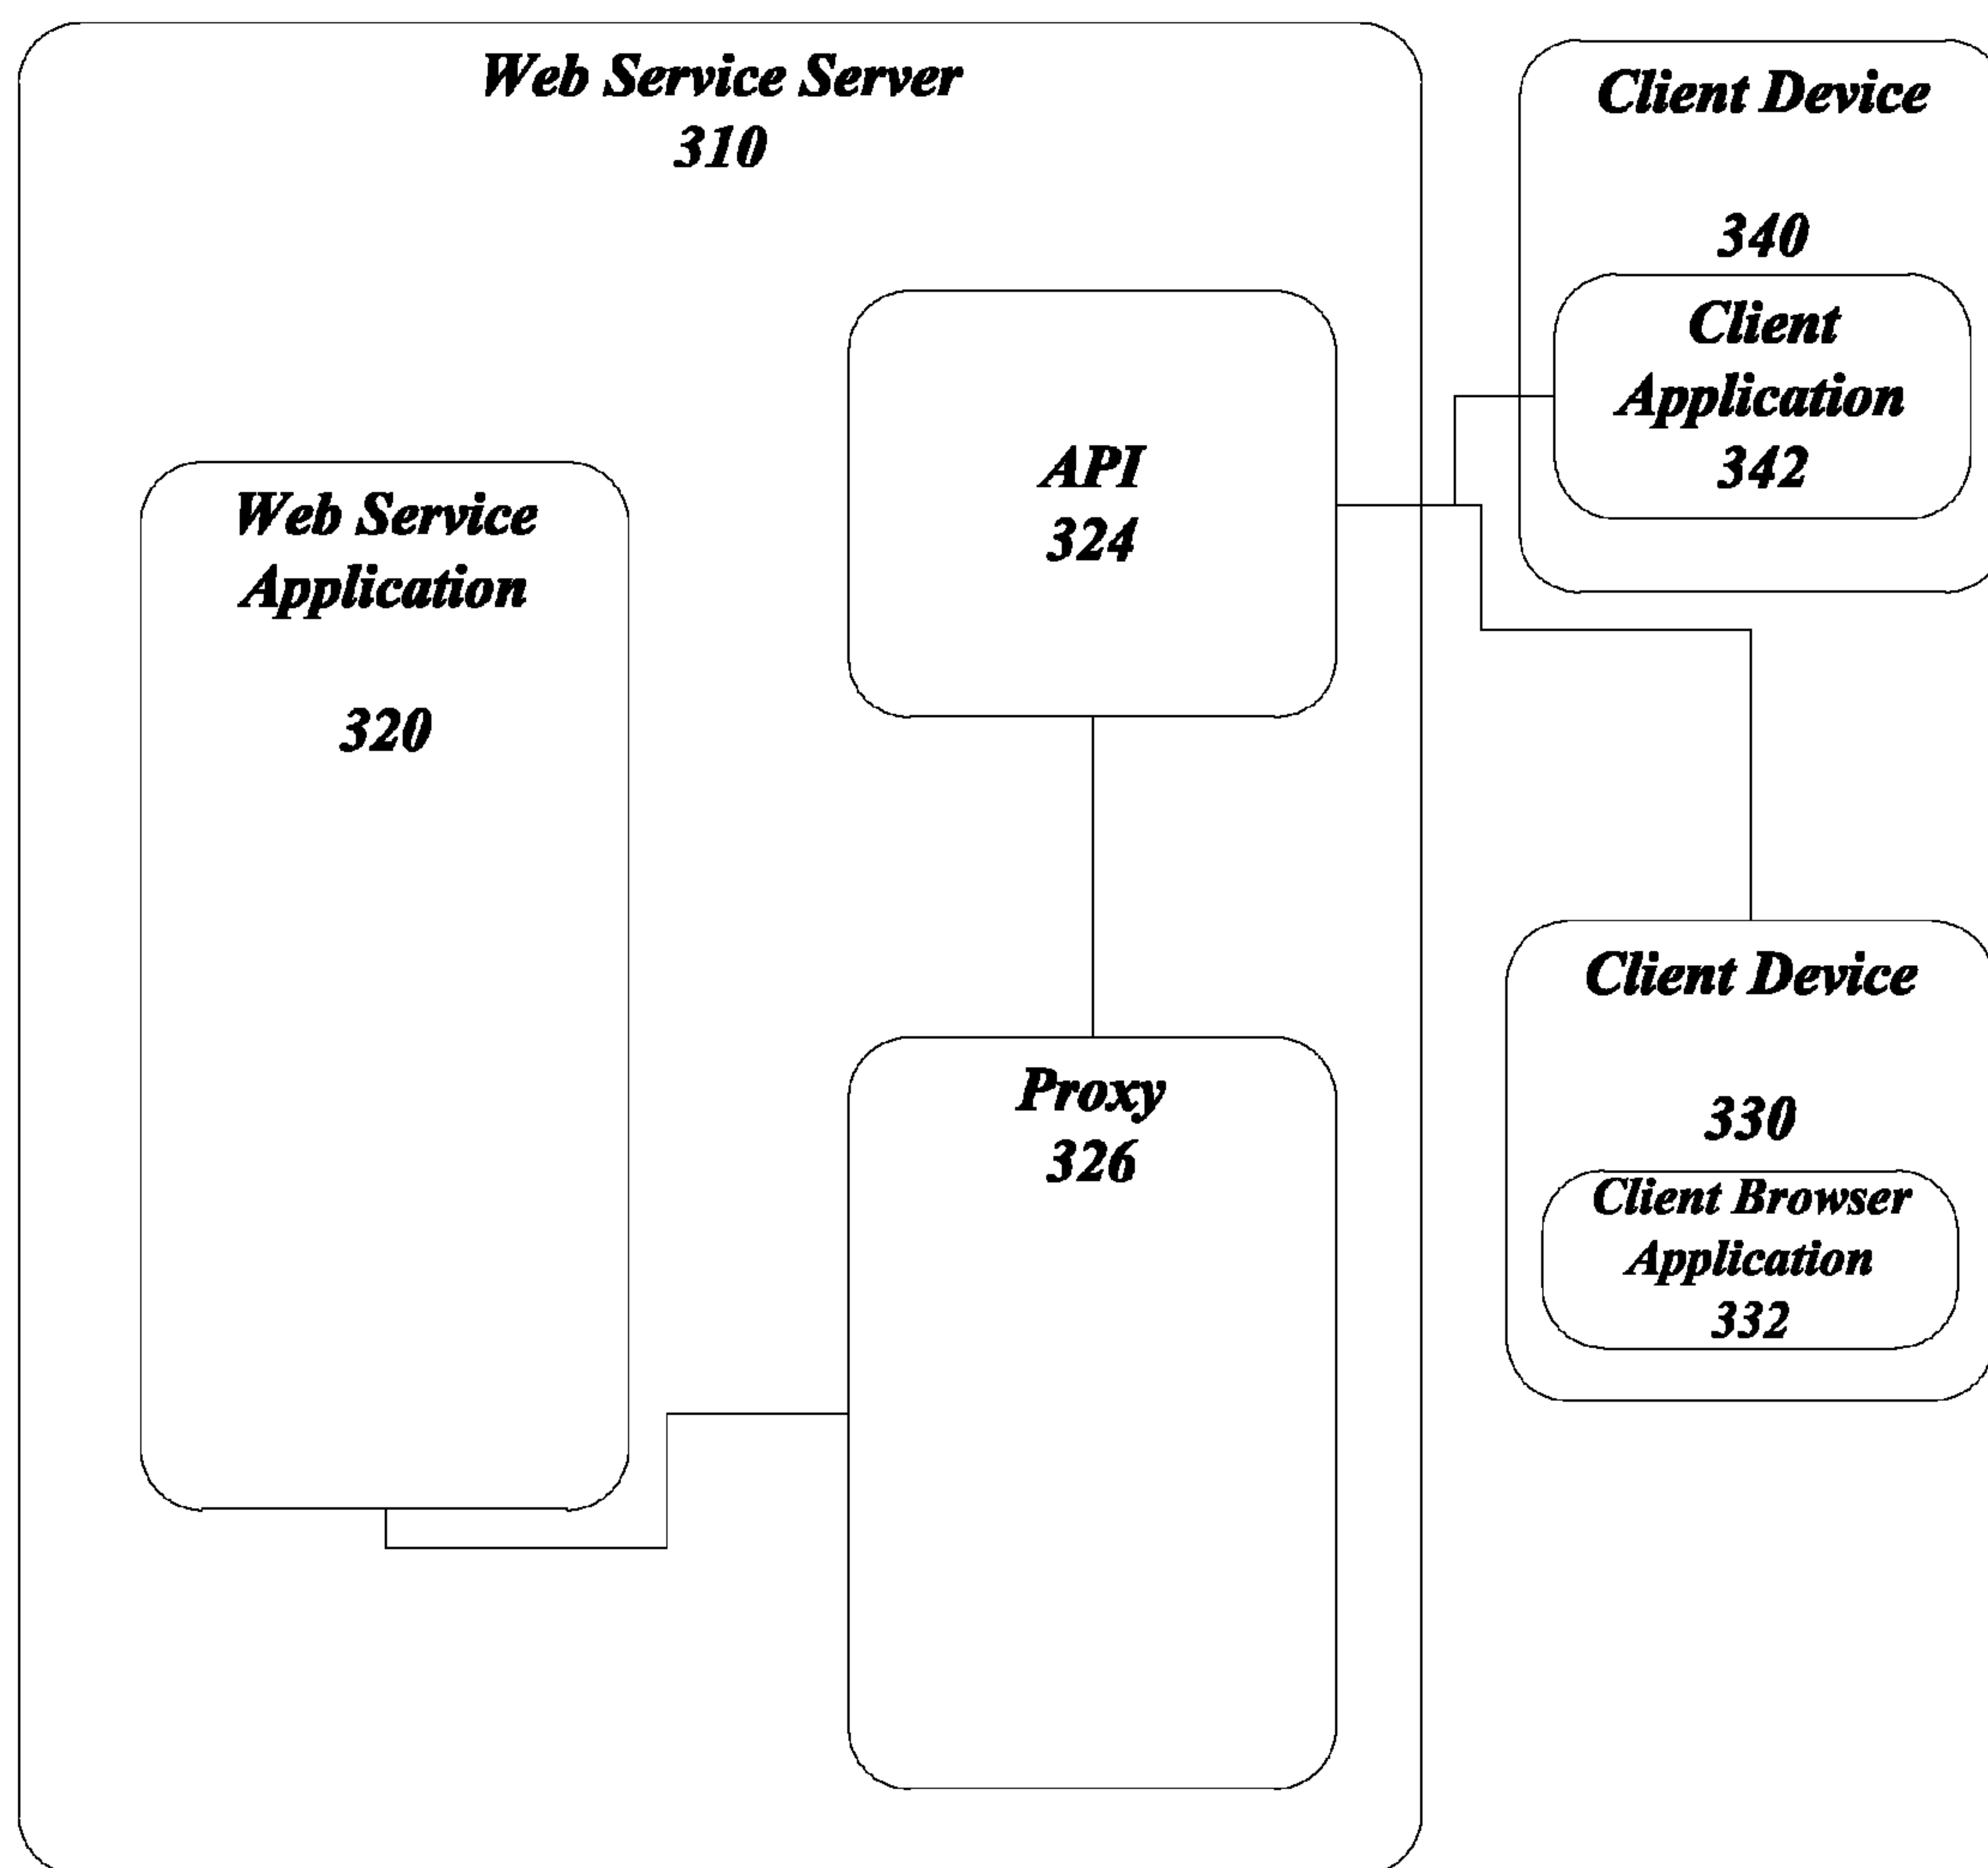 Web Service Server
310
Client Device
340
Client
Application
342
API
324
Web Service
Application
320
Client Device
330
Client Browser
Application
332
Proxy
326